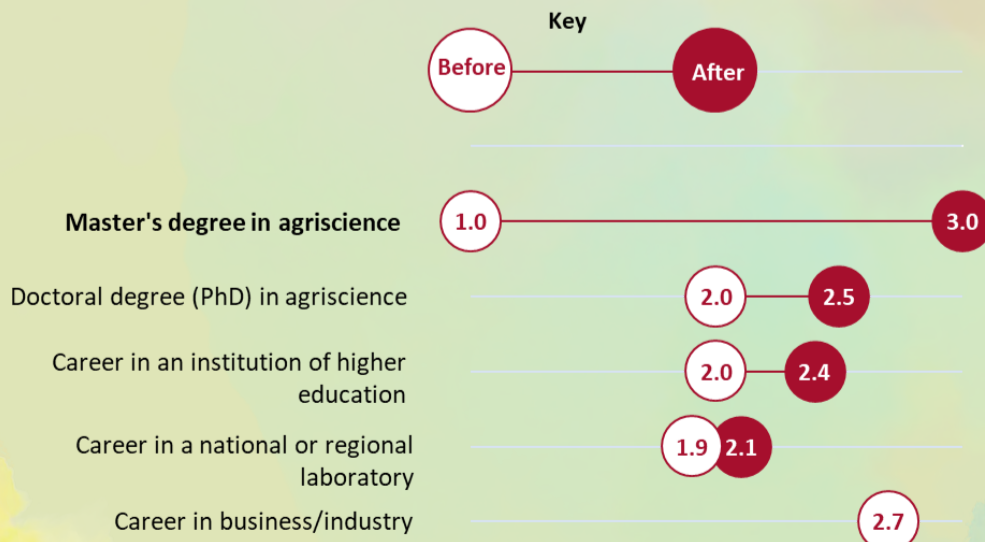 Key
Before
After
Master's degree in agriscience
1.0
3.0
Doctoral degree (PhD) in agriscience
2.0
2.5
Career in an institution of higher
education
2.0
2.4
Career in a national or regional
laboratory
1.9
2.1
Career in business/industry
2.7